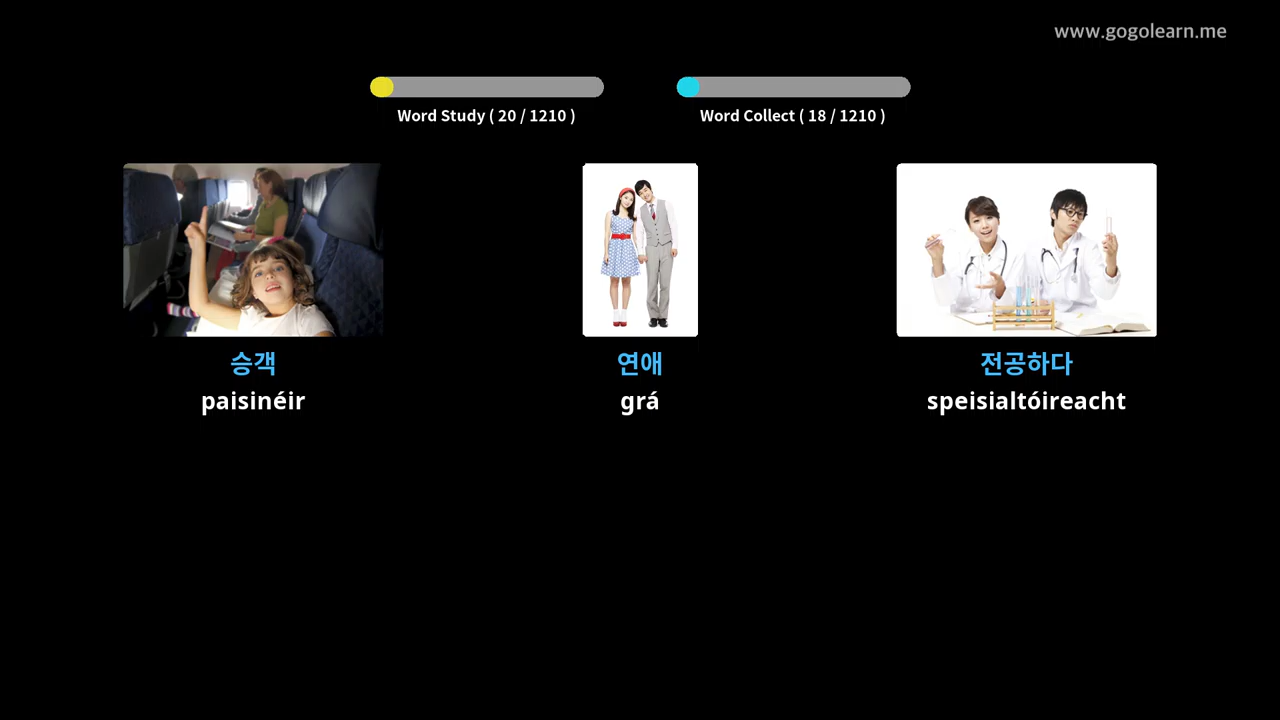 www.gogolearn.me
Word Study ( 20 / 1210 )
Word Collect ( 18 / 1210 )
승객
paisinéir
연애
grá
전공하다
speisialtóireacht